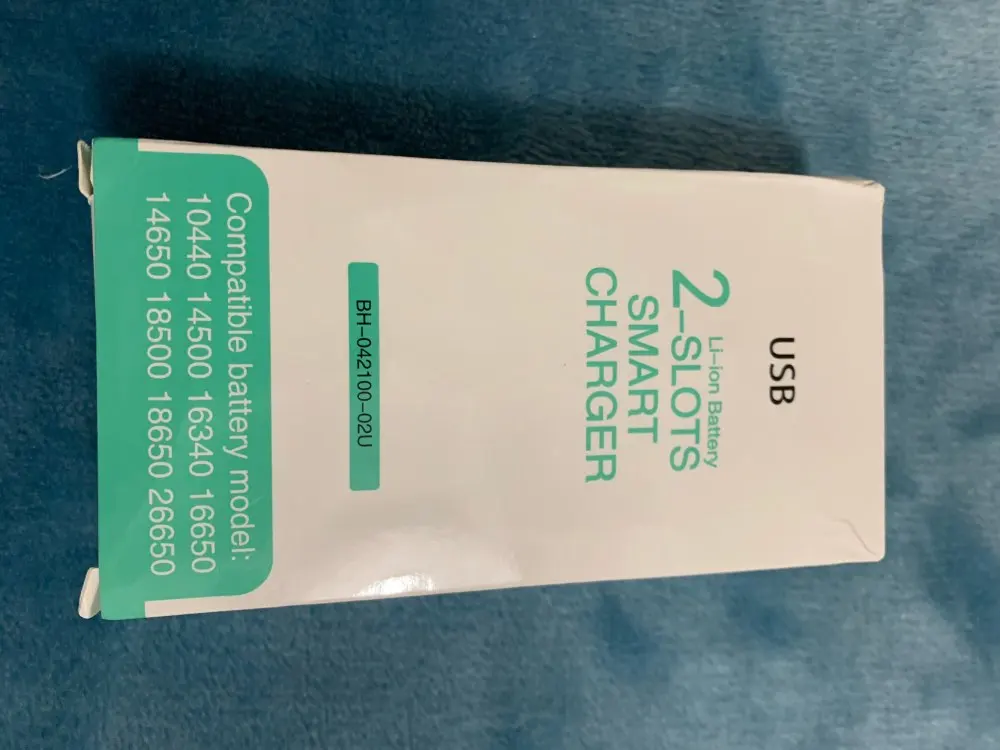 USB
Li-ion Battery
2-SLOTS
SMART
CHARGER
BH-042100-02U
Compatible battery model:
10440 14500 16340 16650
14650 18500 18650 26650